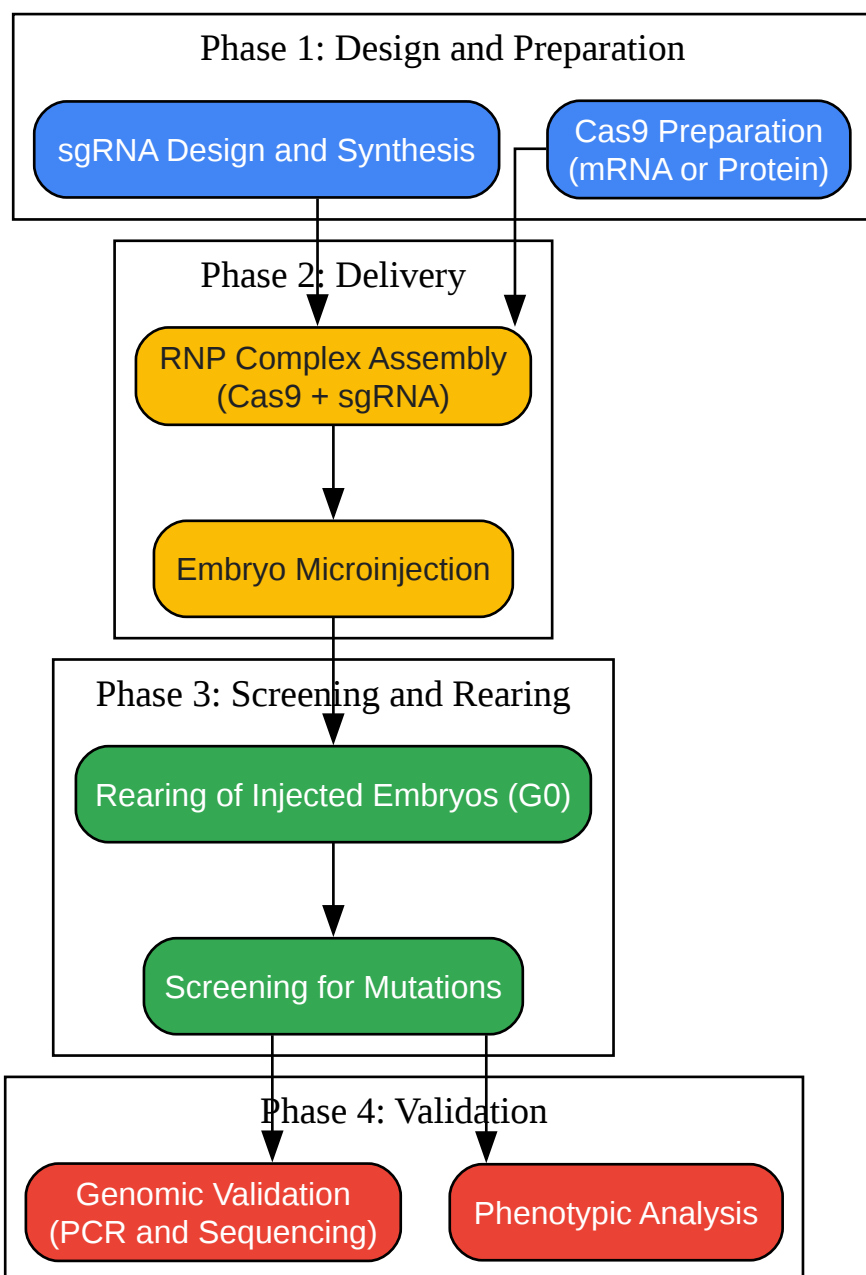 Phase 1: Design and Preparation
sgRNA Design and Synthesis
Cas9 Preparation
(mRNA or Protein)
Phase 2: Delivery
RNP Complex Assembly
(Cas9 + sgRNA)
Embryo Microinjection
Phase 3: Screening and Rearing
Rearing of Injected Embryos (G0)
Screening for Mutations
Phase 4: Validation
Genomic Validation
(PCR and Sequencing)
Phenotypic Analysis